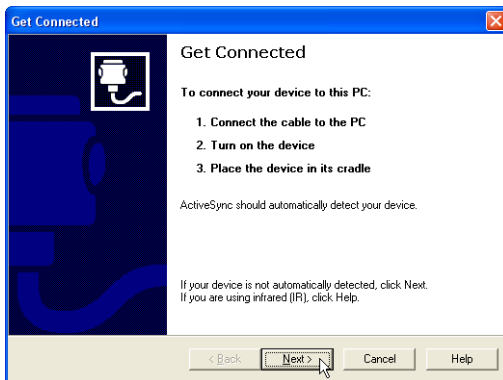 Get Connected
Get Connected
To connect your device to this PC:
1. Connect the cable to the PC
2. Turn on the device
3. Place the device in its cradle
ActiveSync should automatically detect your device.
If your device is not automatically detected, click Next.
If you are using infrared (IR), click Help.
< Back Next > Cancel Help